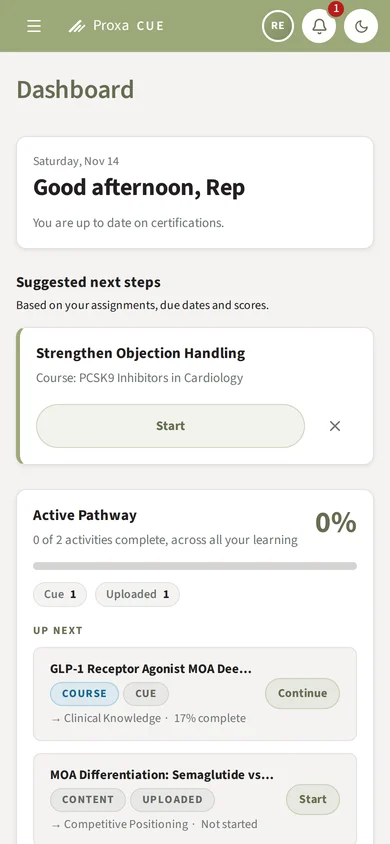 Proxa CUE
RE
1
Dashboard
Saturday, Nov 14
Good afternoon, Rep
You are up to date on certifications.
Suggested next steps
Based on your assignments, due dates and scores.
Strengthen Objection Handling
Course: PCSK9 Inhibitors in Cardiology
Start
Active Pathway
0%
0 of 2 activities complete, across all your learning
Cue 1
Uploaded 1
UP NEXT
GLP-1 Receptor Agonist MOA Dee...
COURSE
CUE
Continue
→ Clinical Knowledge · 17% complete
MOA Differentiation: Semaglutide vs...
CONTENT
UPLOADED
Start
→ Competitive Positioning · Not started